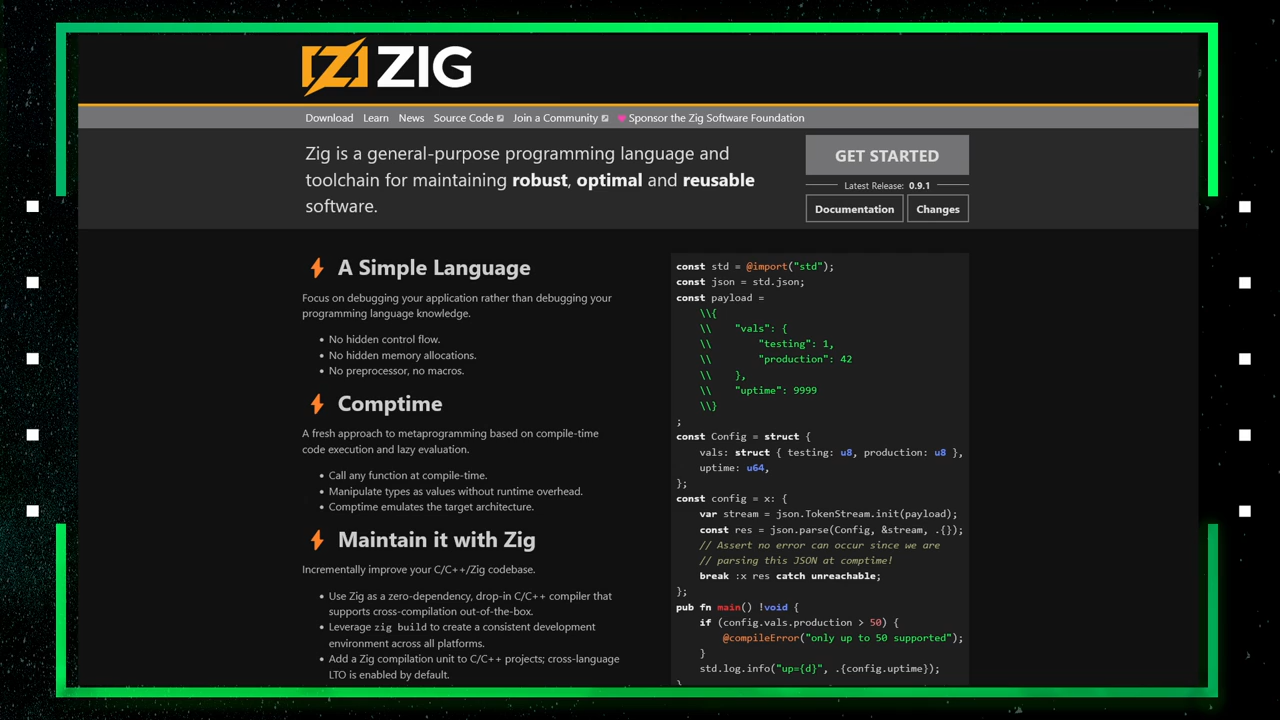 ZIG
Download Learn News Source Code Join a Community Sponsor the Zig Software Foundation
Zig is a general-purpose programming language and
toolchain for maintaining robust, optimal and reusable
software.
GET STARTED
Latest Release: 0.9.1
Documentation Changes
A Simple Language
Focus on debugging your application rather than debugging your
programming language knowledge.
• No hidden control flow.
• No hidden memory allocations.
• No preprocessor, no macros.
Comptime
A fresh approach to metaprogramming based on compile-time
code execution and lazy evaluation.
• Call any function at compile-time.
• Manipulate types as values without runtime overhead.
• Comptime emulates the target architecture.
Maintain it with Zig
Incrementally improve your C/C++/Zig codebase.
• Use Zig as a zero-dependency, drop-in C/C++ compiler that
supports cross-compilation out-of-the-box.
• Leverage zig build to create a consistent development
environment across all platforms.
• Add a Zig compilation unit to C/C++ projects; cross-language
LTO is enabled by default.
const std = @import("std");
const json = std.json;
const payload =
    \\{
    \\    "vals": {
    \\        "testing": 1,
    \\        "production": 42
    \\    },
    \\    "uptime": 9999
    \\}
;
const Config = struct {
    vals: struct { testing: u8, production: u8 },
    uptime: u64,
};
const config = x: {
    var stream = json.TokenStream.init(payload);
    const res = json.parse(Config, &stream, .{});
    // Assert no error can occur since we are
    // parsing this JSON at comptime!
    break :x res catch unreachable;
};
pub fn main() !void {
    if (config.vals.production > 50) {
        @compileError("only up to 50 supported");
    }
    std.log.info("up={d}", .{config.uptime});
}